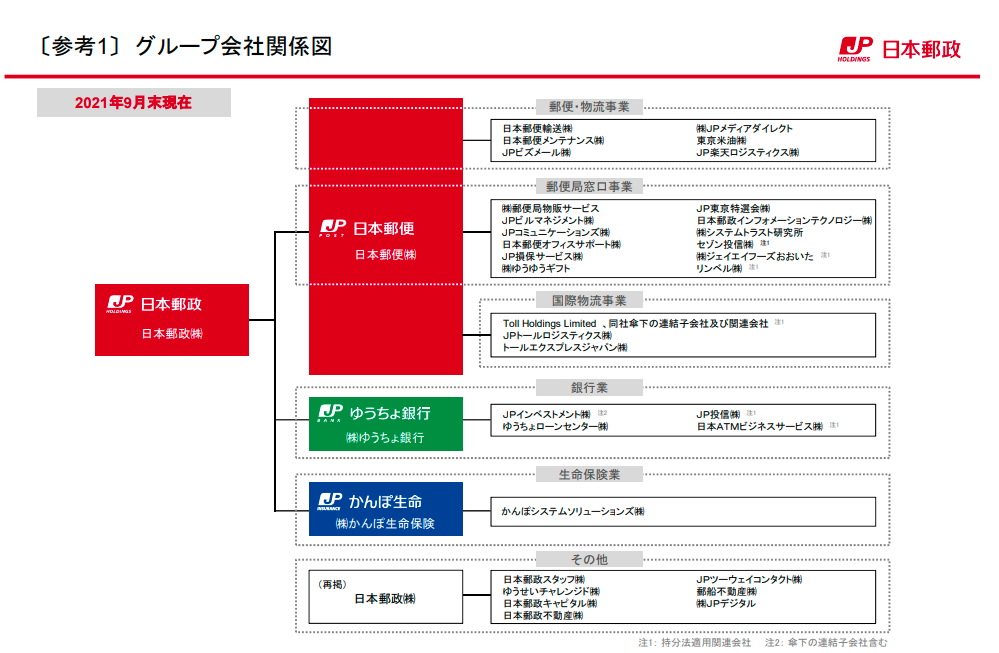 〔参考1〕 グループ会社関係図
JP HOLDINGS 日本郵政
2021年9月末現在
JP HOLDINGS 日本郵政
日本郵政㈱
JP POST 日本郵便
日本郵便㈱
郵便・物流事業
日本郵便輸送㈱
日本郵便メンテナンス㈱
JPビズメール㈱
㈱JPメディアダイレクト
東京米油㈱
JP楽天ロジスティクス㈱
郵便局窓口事業
㈱郵便局物販サービス
JPビルマネジメント㈱
JPコミュニケーションズ㈱
日本郵便オフィスサポート㈱
JP損保サービス㈱
㈱ゆうゆうギフト
JP東京特選会㈱
日本郵政インフォメーションテクノロジー㈱
㈱システムトラスト研究所
セゾン投信㈱ 注1
㈱ジェイエイフーズおおいた 注1
リンベル㈱ 注1
国際物流事業
Toll Holdings Limited 、同社傘下の連結子会社及び関連会社 注1
JPトールロジスティクス㈱
トールエクスプレスジャパン㈱
銀行業
JP BANK ゆうちょ銀行
㈱ゆうちょ銀行
JPインベストメント㈱ 注2
ゆうちょローンセンター㈱
JP投信㈱ 注1
日本ATMビジネスサービス㈱ 注1
生命保険業
JP INSURANCE かんぽ生命
㈱かんぽ生命保険
かんぽシステムソリューションズ㈱
その他
（再掲）
日本郵政㈱
日本郵政スタッフ㈱
ゆうせいチャレンジド㈱
日本郵政キャピタル㈱
日本郵政不動産㈱
JPツーウェイコンタクト㈱
郵船不動産㈱
㈱JPデジタル
注1: 持分法適用関連会社 注2: 傘下の連結子会社含む